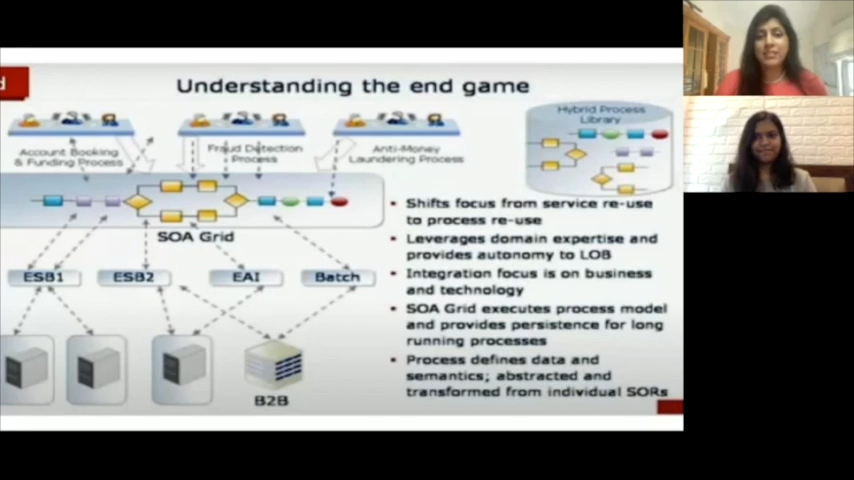 d
Understanding the end game
Account Booking
& Funding Process
Fraud Detection
Process
Anti-Money
Laundering Process
Hybrid Process
Library
SOA Grid
ESB1
ESB2
EAI
Batch
B2B
▪ Shifts focus from service re-use
to process re-use
▪ Leverages domain expertise and
provides autonomy to LOB
▪ Integration focus is on business
and technology
▪ SOA Grid executes process model
and provides persistence for long
running processes
▪ Process defines data and
semantics; abstracted and
transformed from individual SORs